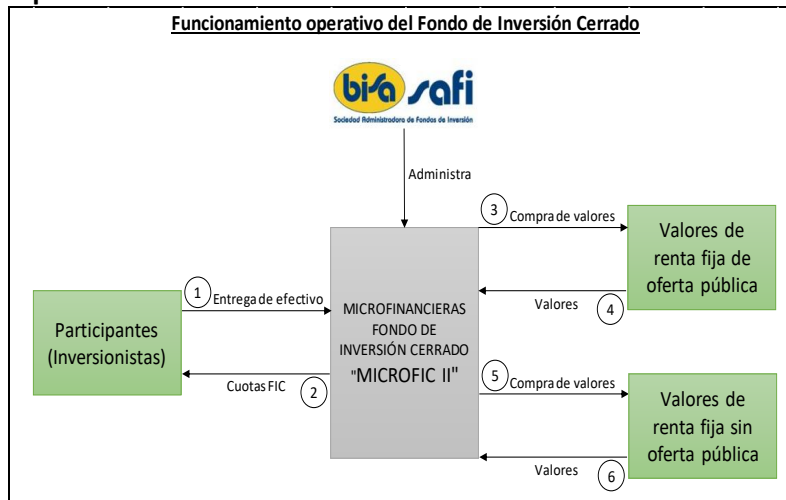 Funcionamiento operativo del Fondo de Inversión Cerrado
bisa safi
Sociedad Administradora de Fondos de Inversión
Administra
3
Compra de valores
Valores de
renta fija de
oferta pública
Valores
4
1
Entrega de efectivo
Participantes
(Inversionistas)
Cuotas FIC
2
MICROFINANCIERAS
FONDO DE
INVERSIÓN CERRADO
"MICROFIC II"
5
Compra de valores
Valores de
renta fija sin
oferta pública
Valores
6